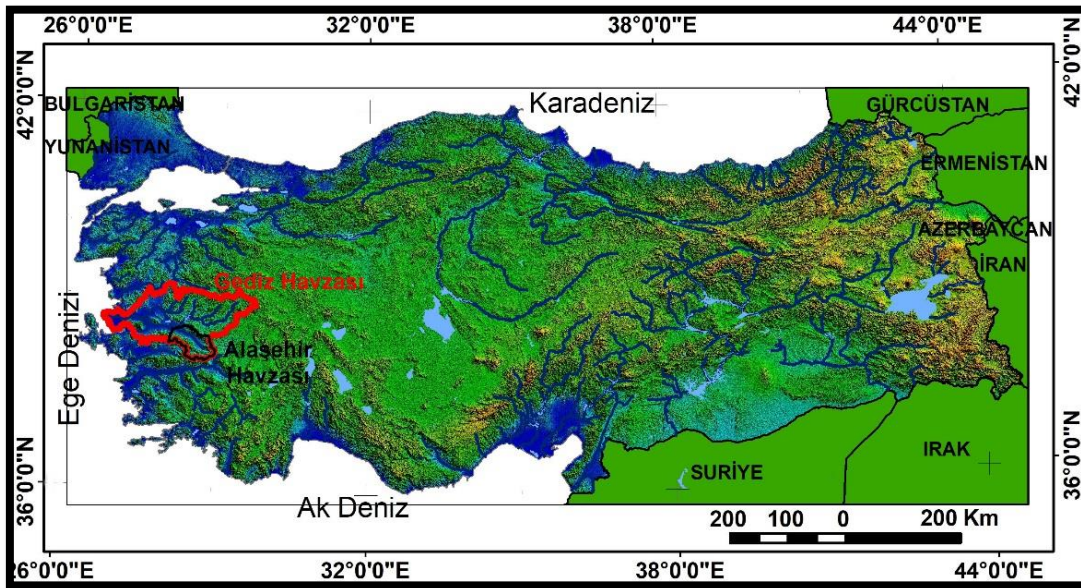 26°0'0"E 32°0'0"E 38°0'0"E 44°0'0"E
42°0'0"N
42°0'0"N
BULGARİSTAN
Karadeniz
GÜRCÜSTAN
YUNANİSTAN
ERMENİSTAN
AZERBAYCAN
İRAN
Gediz Havzası
Ege Denizi
Alaşehir
Havzası
IRAK
SURİYE
36°0'0"N
36°0'0"N
Ak Deniz
200 100 0 200 Km
26°0'0"E 32°0'0"E 38°0'0"E 44°0'0"E